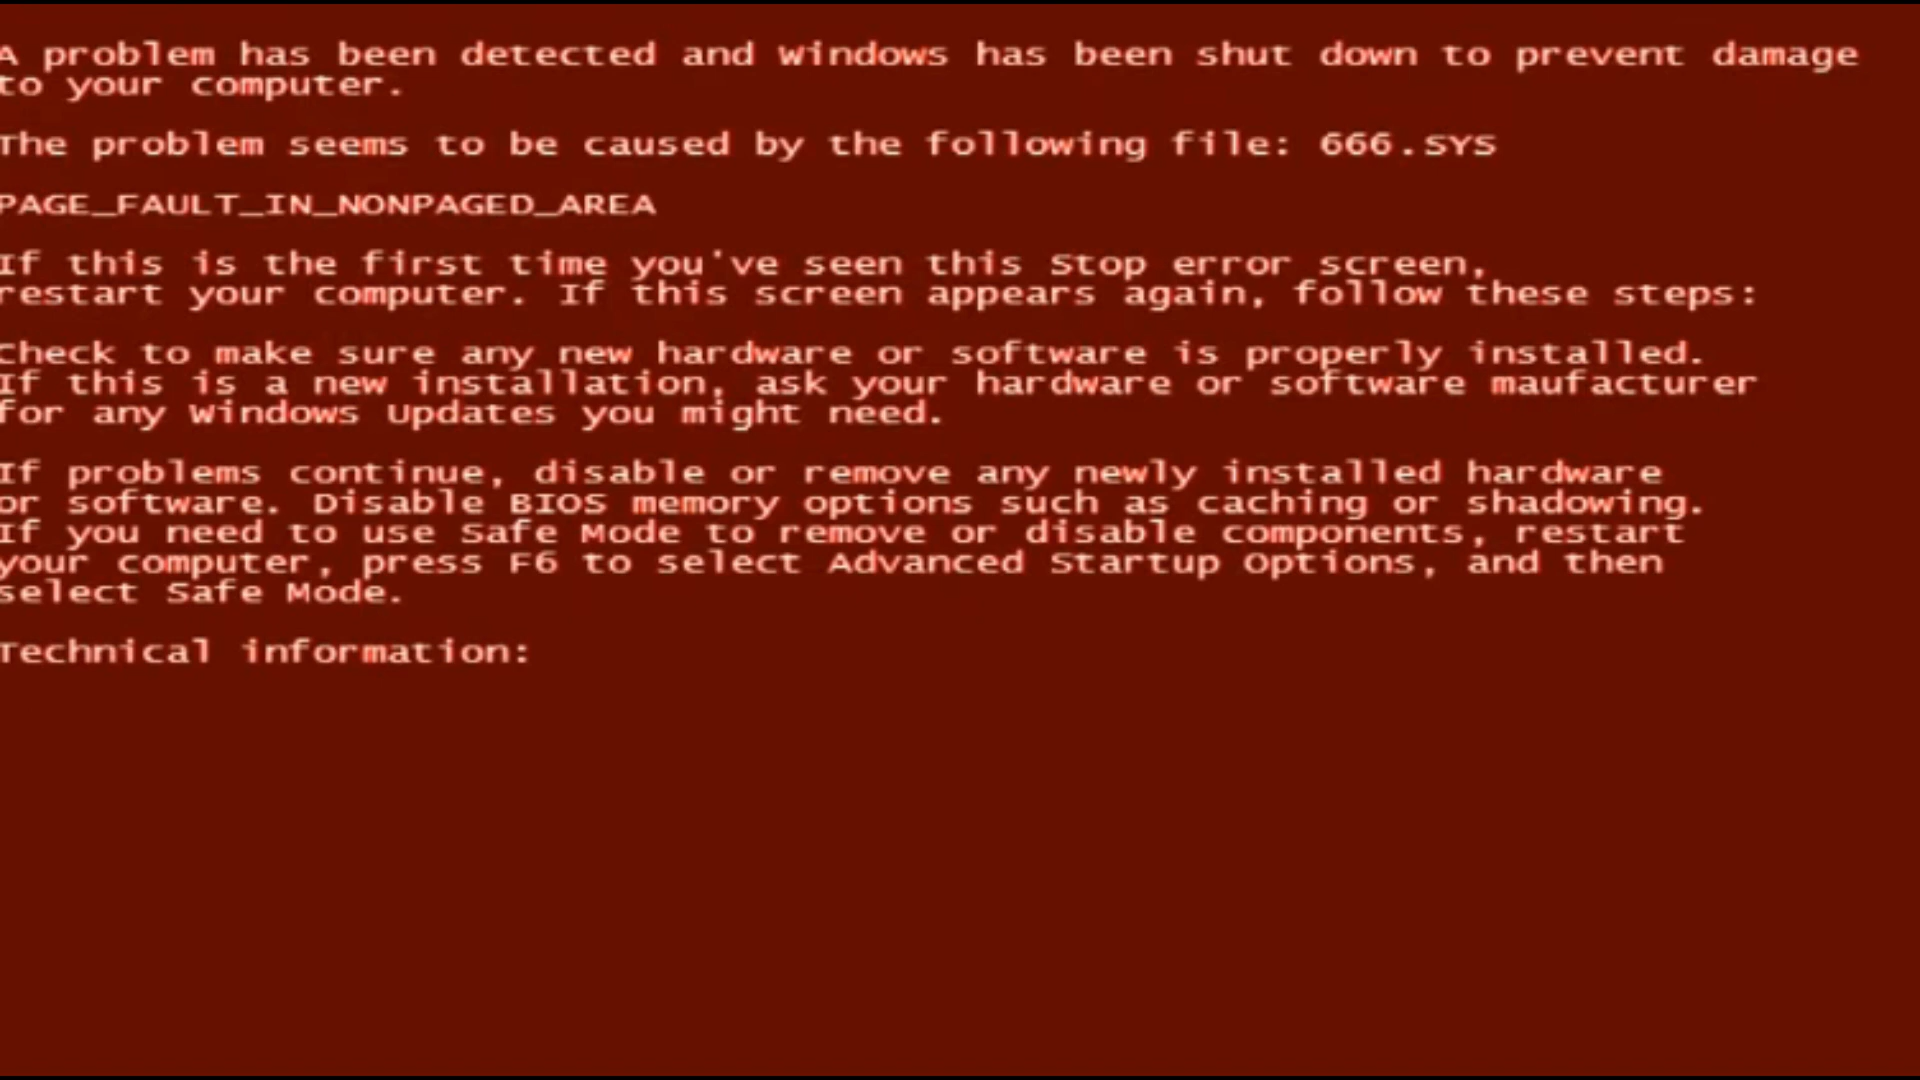 A problem has been detected and Windows has been shut down to prevent damage
to your computer.
The problem seems to be caused by the following file: 666.SYS
PAGE_FAULT_IN_NONPAGED_AREA
If this is the first time you've seen this Stop error screen,
restart your computer. If this screen appears again, follow these steps:
Check to make sure any new hardware or software is properly installed.
If this is a new installation, ask your hardware or software maufacturer
for any Windows Updates you might need.
If problems continue, disable or remove any newly installed hardware
or software. Disable BIOS memory options such as caching or shadowing.
If you need to use Safe Mode to remove or disable components, restart
your computer, press F6 to select Advanced Startup Options, and then
select Safe Mode.
Technical information: